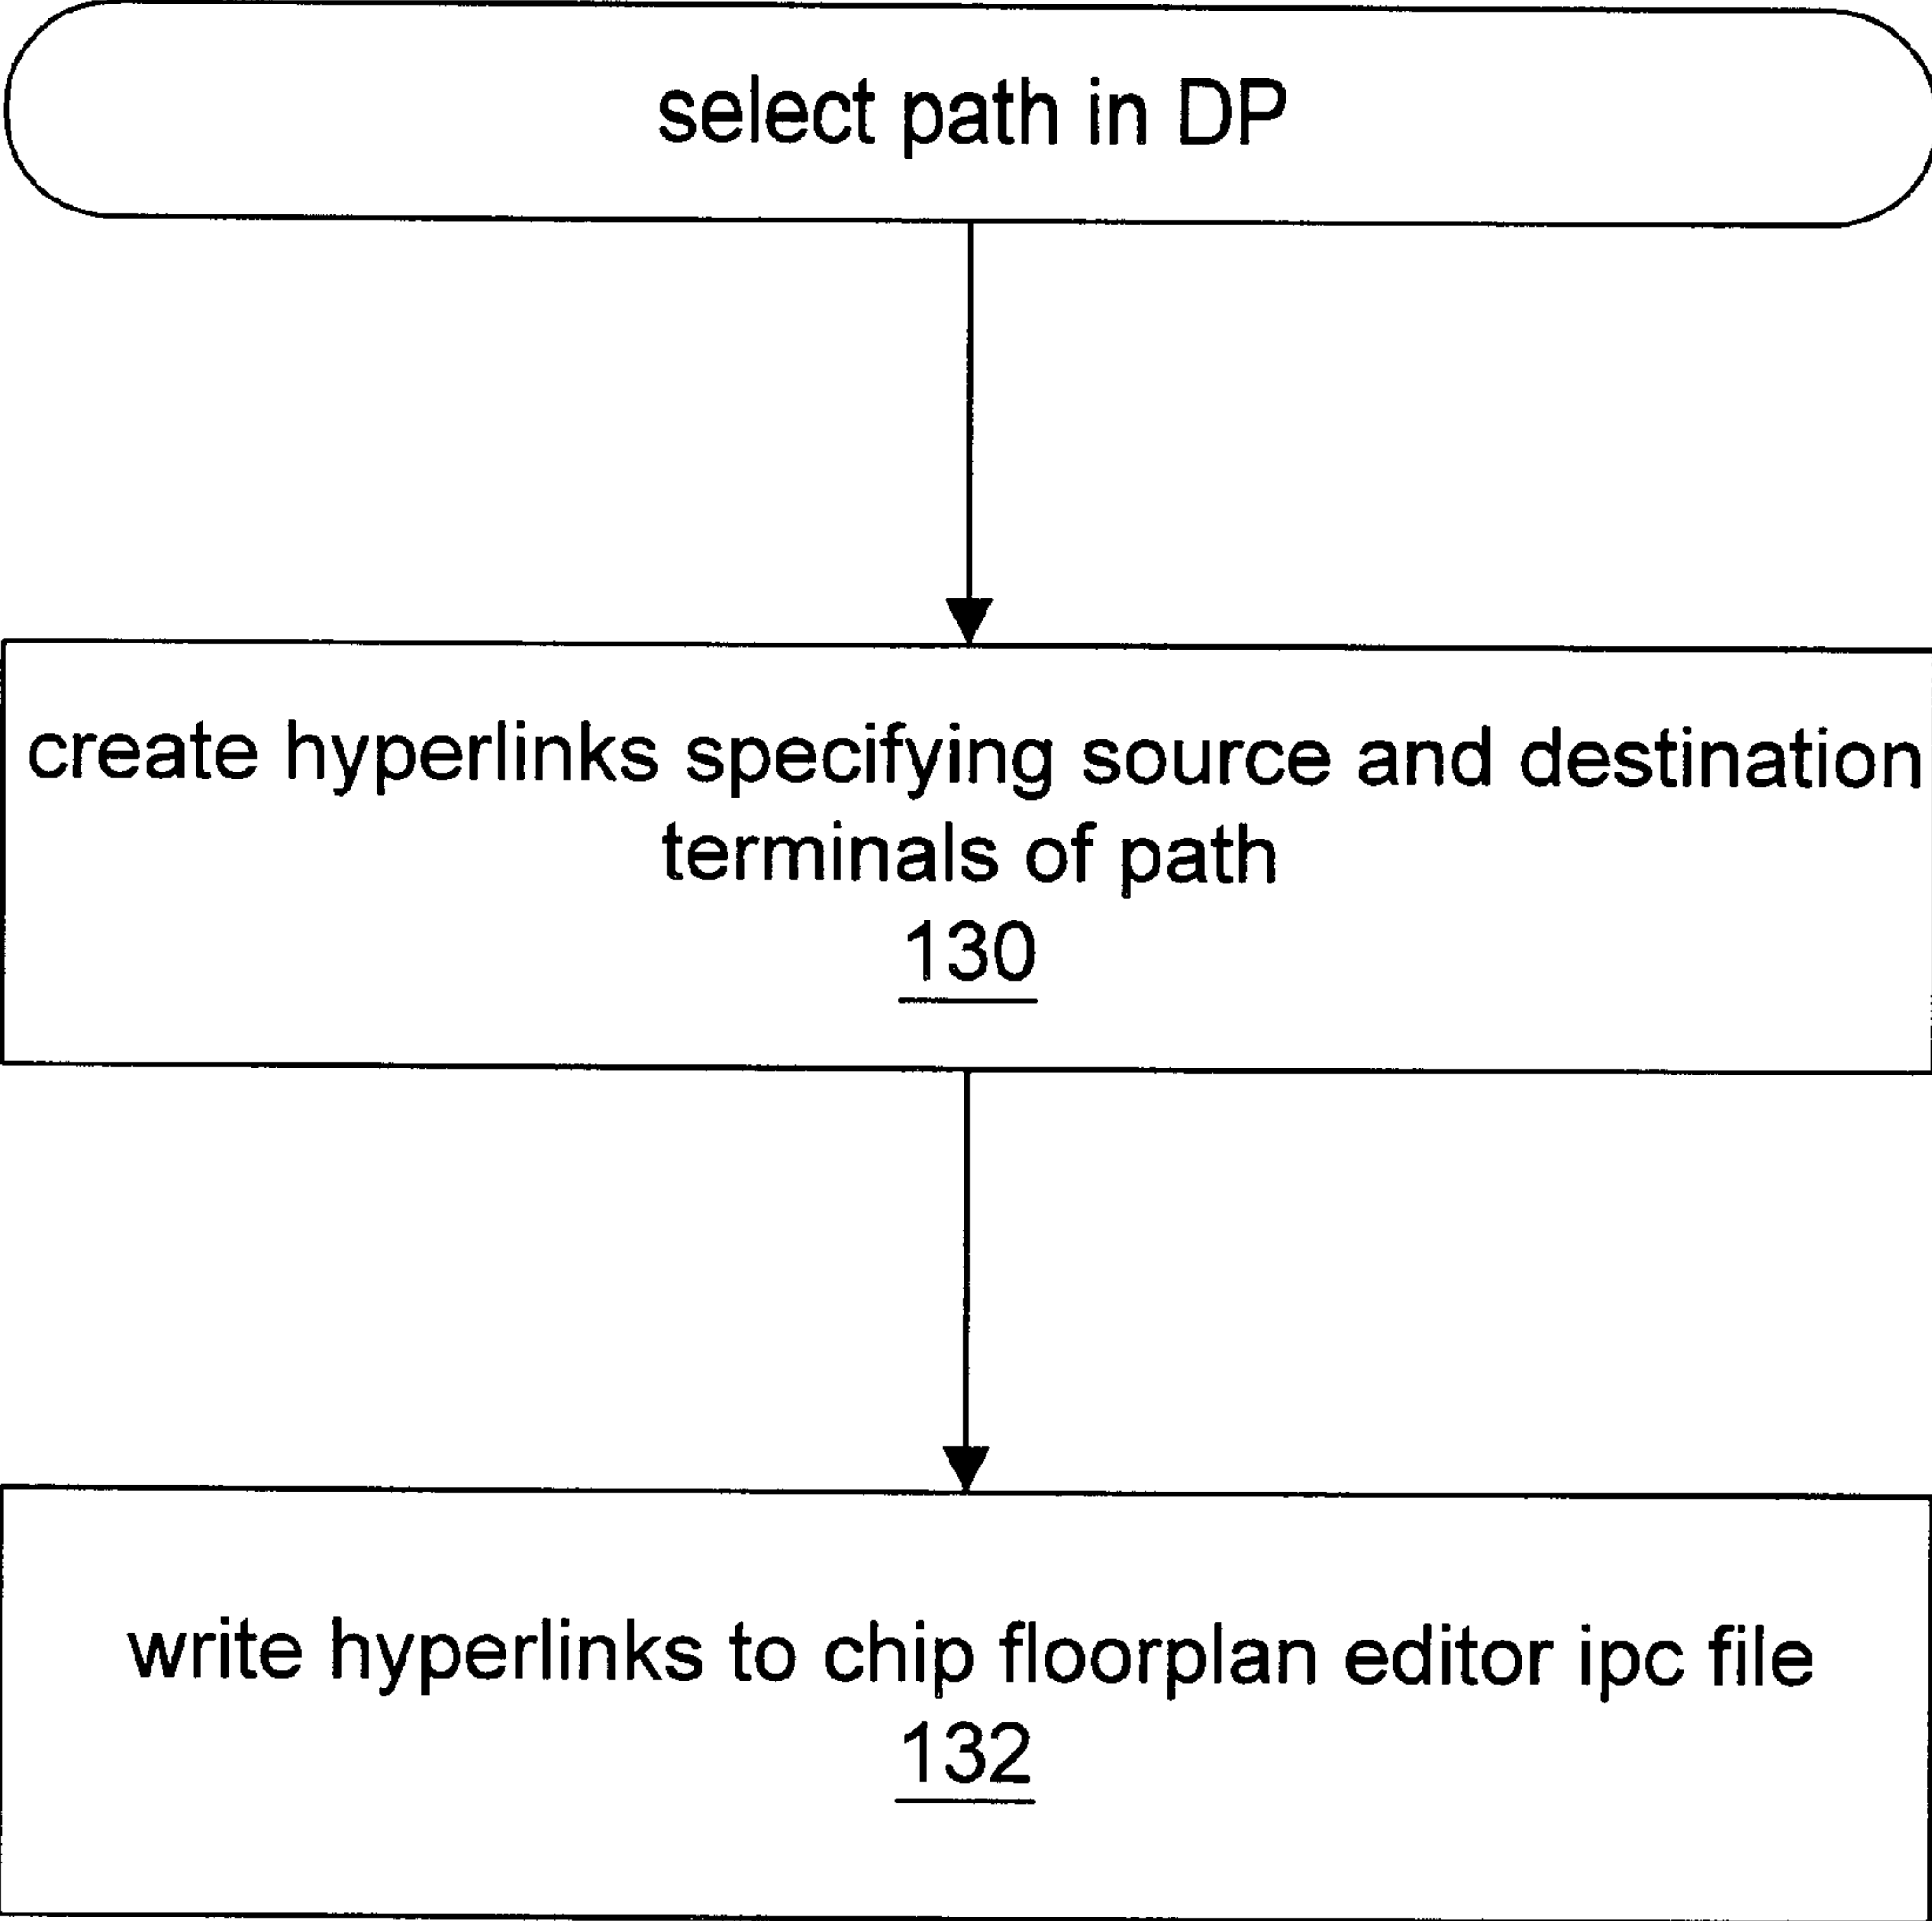 select path in DP
create hyperlinks specifying source and destination
terminals of path
130
write hyperlinks to chip floorplan editor ipc file
132